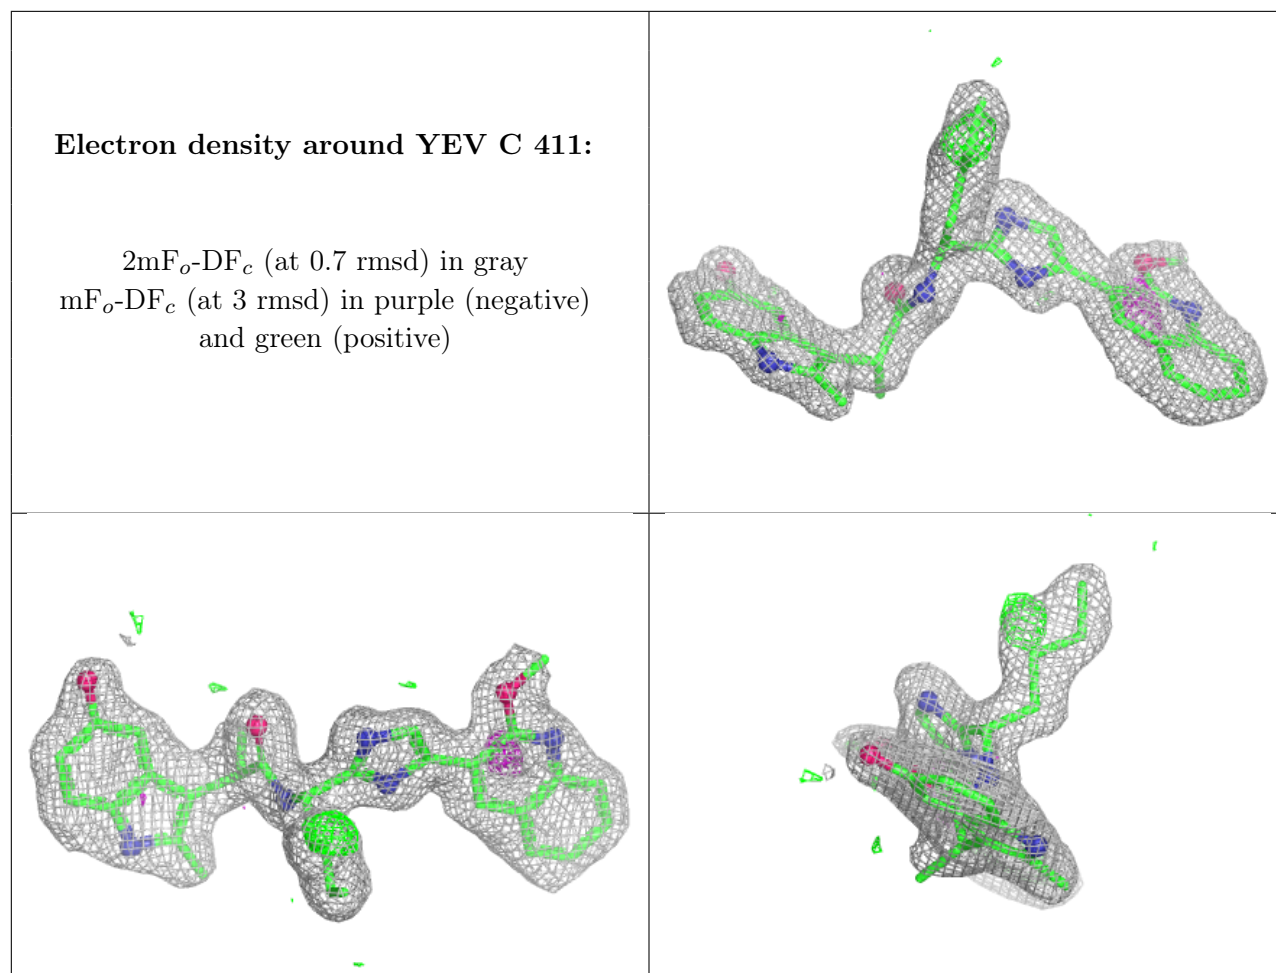 Electron density around YEV C 411:
2mFo-DFc (at 0.7 rmsd) in gray
mFo-DFc (at 3 rmsd) in purple (negative)
and green (positive)